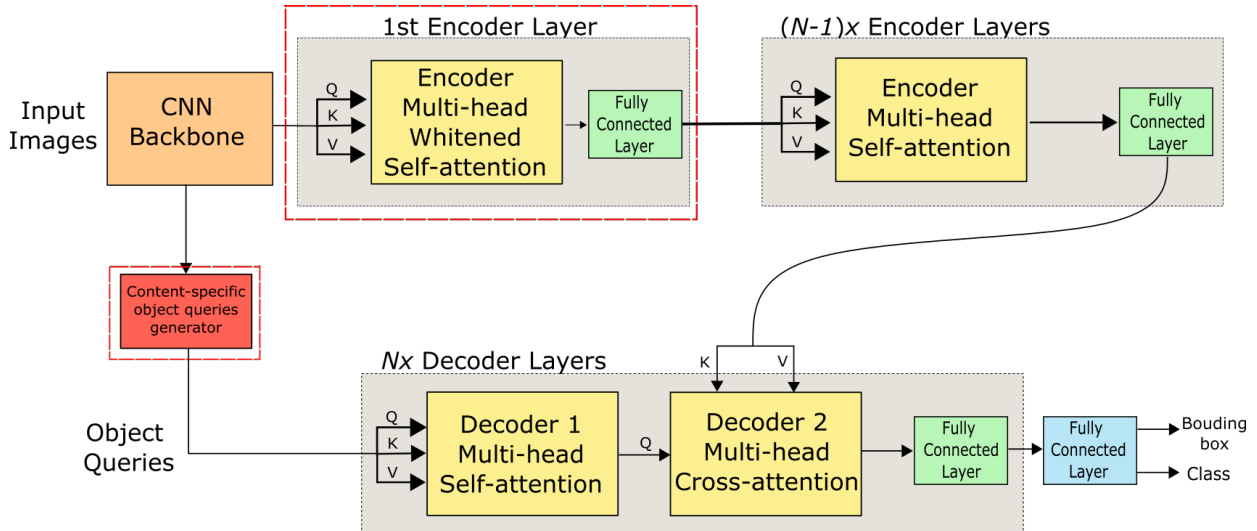 1st Encoder Layer
(N-1)x Encoder Layers
Input
Images
CNN
Backbone
Q
K
V
Encoder
Multi-head
Whitened
Self-attention
Fully
Connected
Layer
Q
K
V
Encoder
Multi-head
Self-attention
Fully
Connected
Layer
Content-specific
object queries
generator
Nx Decoder Layers
K
V
Object
Queries
Q
K
V
Decoder 1
Multi-head
Self-attention
Q
Decoder 2
Multi-head
Cross-attention
Fully
Connected
Layer
Fully
Connected
Layer
Bouding
box
Class